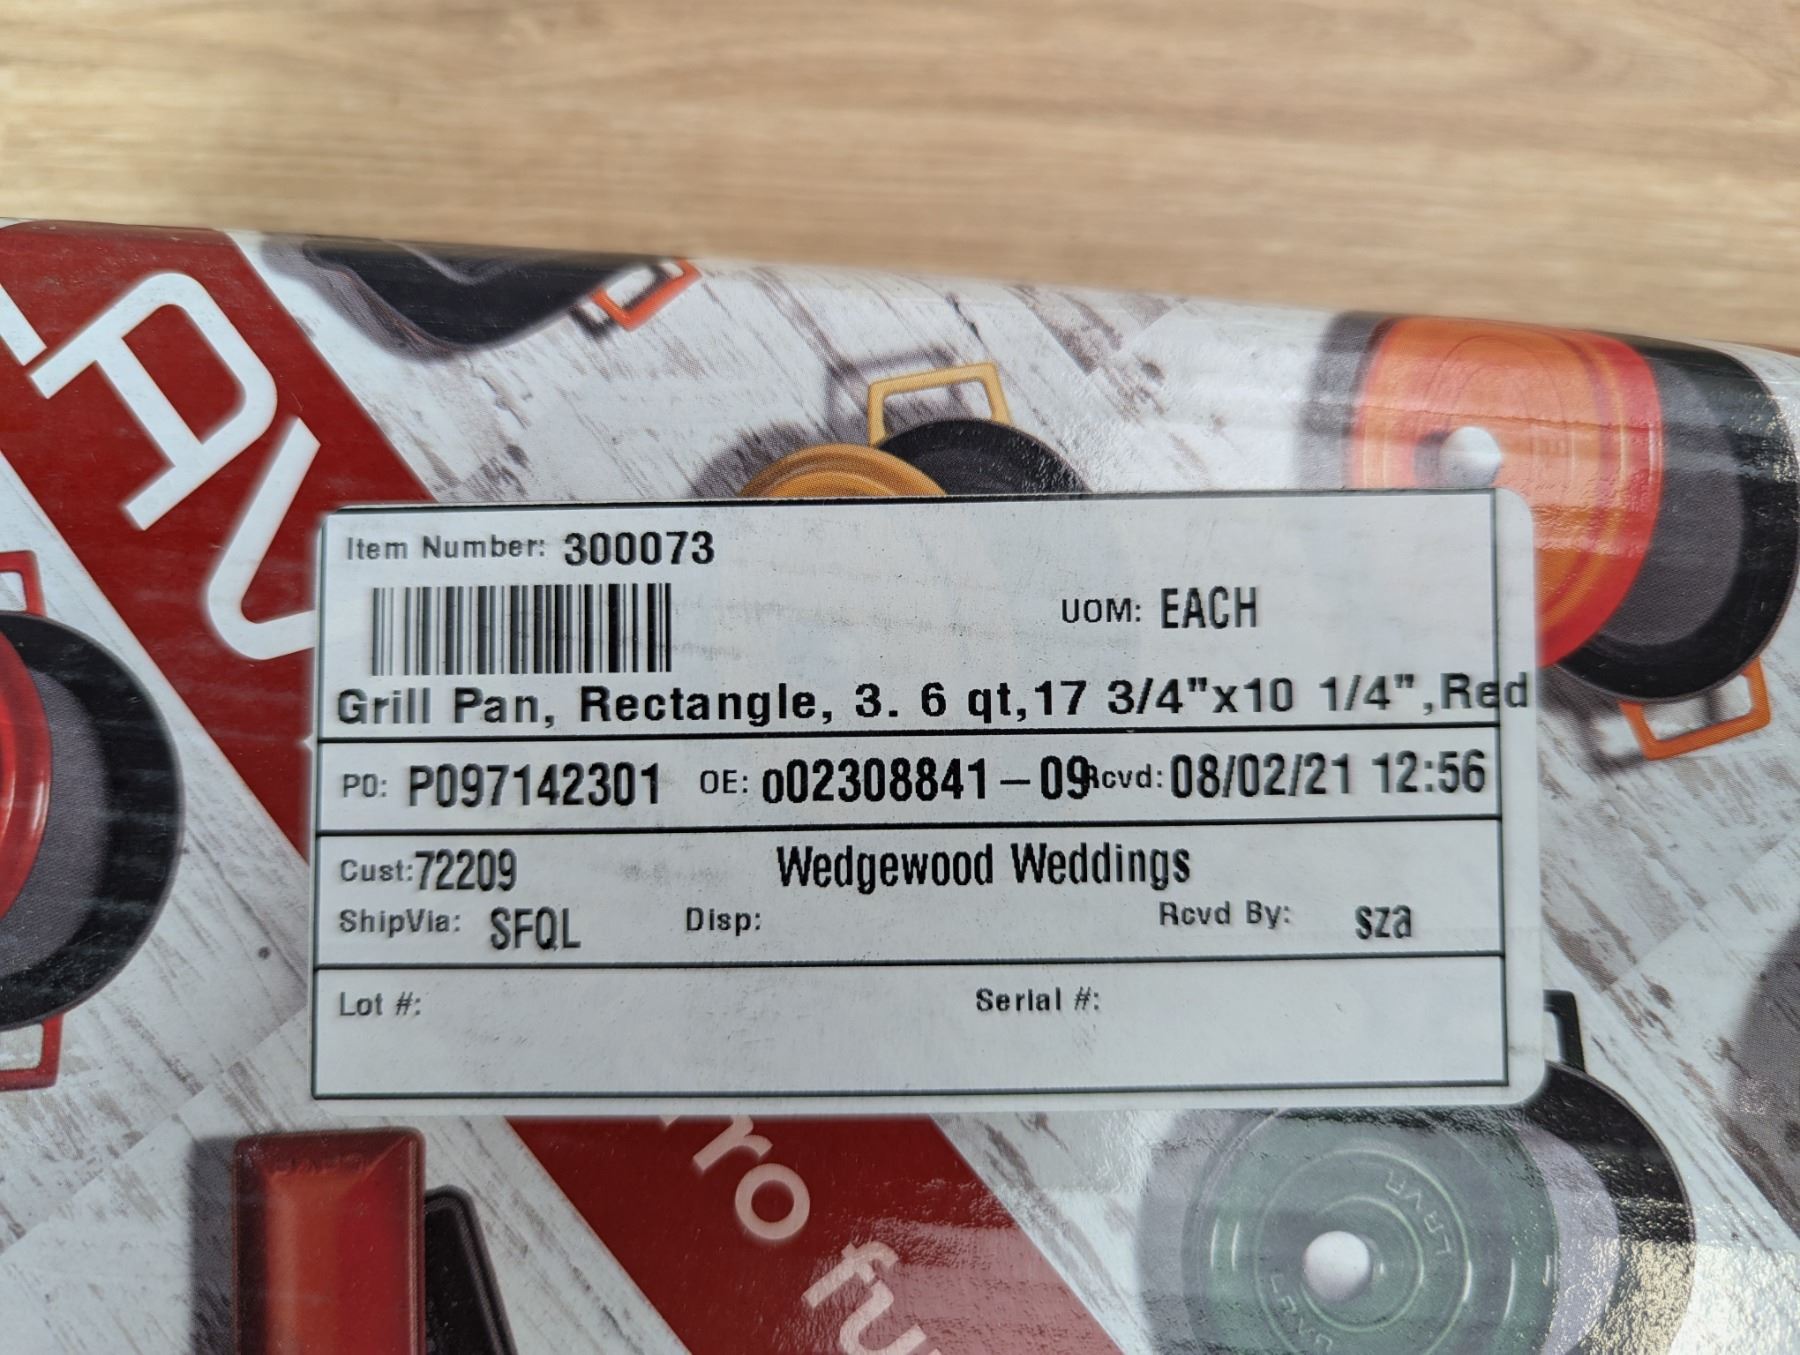 LAV
Item Number: 300073
UOM: EACH
Grill Pan, Rectangle, 3. 6 qt,17 3/4"x10 1/4",Red
PO: P097142301 OE: o02308841-09 Rcvd: 08/02/21 12:56
Cust:72209 Wedgewood Weddings
ShipVia: SFQL Disp: Rcvd By: sza
Lot #: Serial #:
LAVA